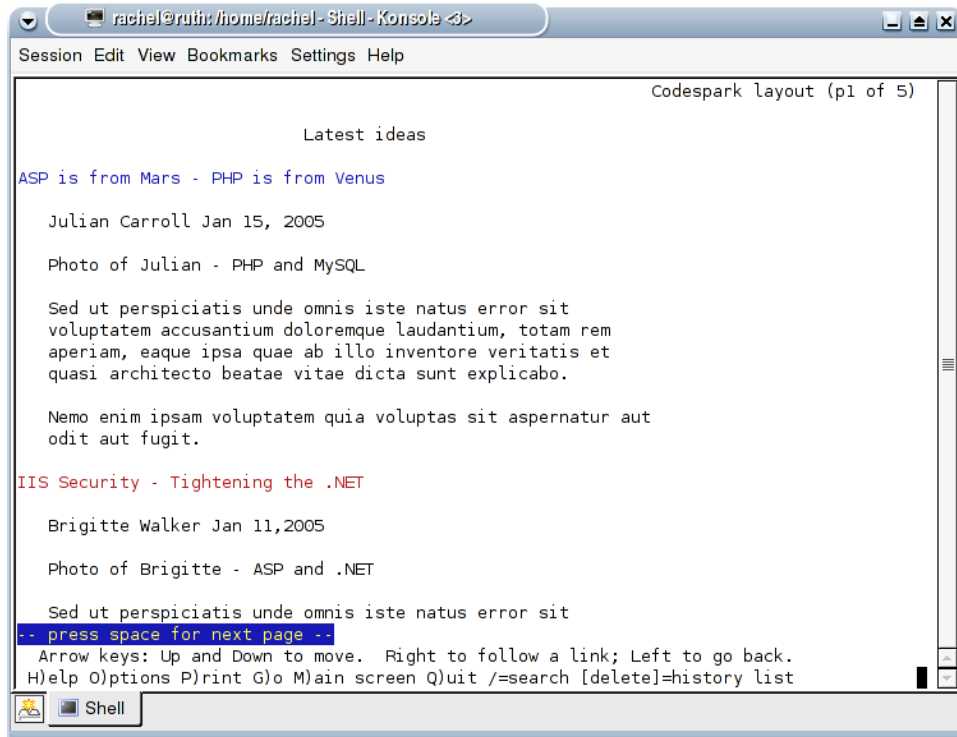 rachel@ruth: /home/rachel - Shell - Konsole <3>
Session Edit View Bookmarks Settings Help
Codespark layout (p1 of 5)
Latest ideas
ASP is from Mars - PHP is from Venus
Julian Carroll Jan 15, 2005
Photo of Julian - PHP and MySQL
Sed ut perspiciatis unde omnis iste natus error sit
voluptatem accusantium doloremque laudantium, totam rem
aperiam, eaque ipsa quae ab illo inventore veritatis et
quasi architecto beatae vitae dicta sunt explicabo.
Nemo enim ipsam voluptatem quia voluptas sit aspernatur aut
odit aut fugit.
IIS Security - Tightening the .NET
Brigitte Walker Jan 11,2005
Photo of Brigitte - ASP and .NET
Sed ut perspiciatis unde omnis iste natus error sit
-- press space for next page --
Arrow keys: Up and Down to move. Right to follow a link; Left to go back.
H)elp O)ptions P)rint G)o M)ain screen Q)uit /=search [delete]=history list
Shell